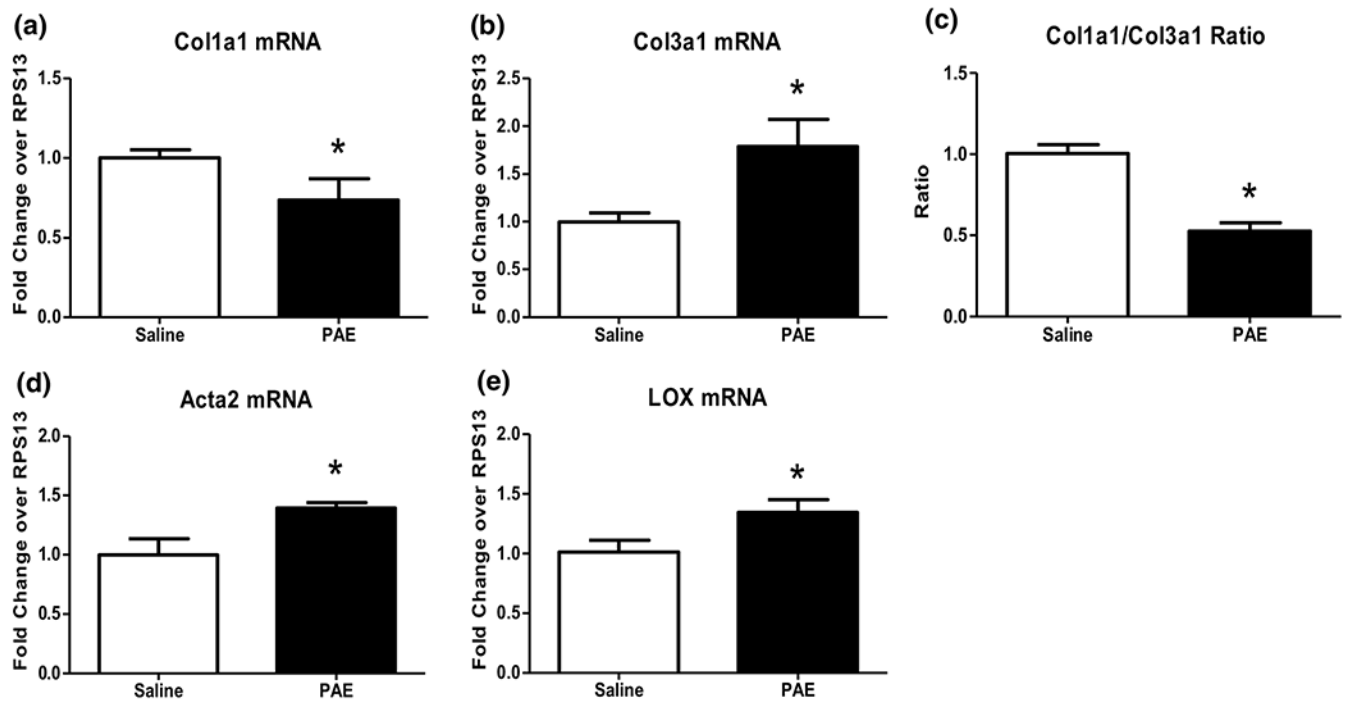 (a)
Col1a1 mRNA
Fold Change over RPS13
1.5
1.0
0.5
0.0
*
Saline PAE
(b)
Col3a1 mRNA
Fold Change over RPS13
2.5
2.0
1.5
1.0
0.5
0.0
*
Saline PAE
(c)
Col1a1/Col3a1 Ratio
Ratio
1.5
1.0
0.5
0.0
*
Saline PAE
(d)
Acta2 mRNA
Fold Change over RPS13
2.0
1.5
1.0
0.5
0.0
*
Saline PAE
(e)
LOX mRNA
Fold Change over RPS13
2.0
1.5
1.0
0.5
0.0
*
Saline PAE